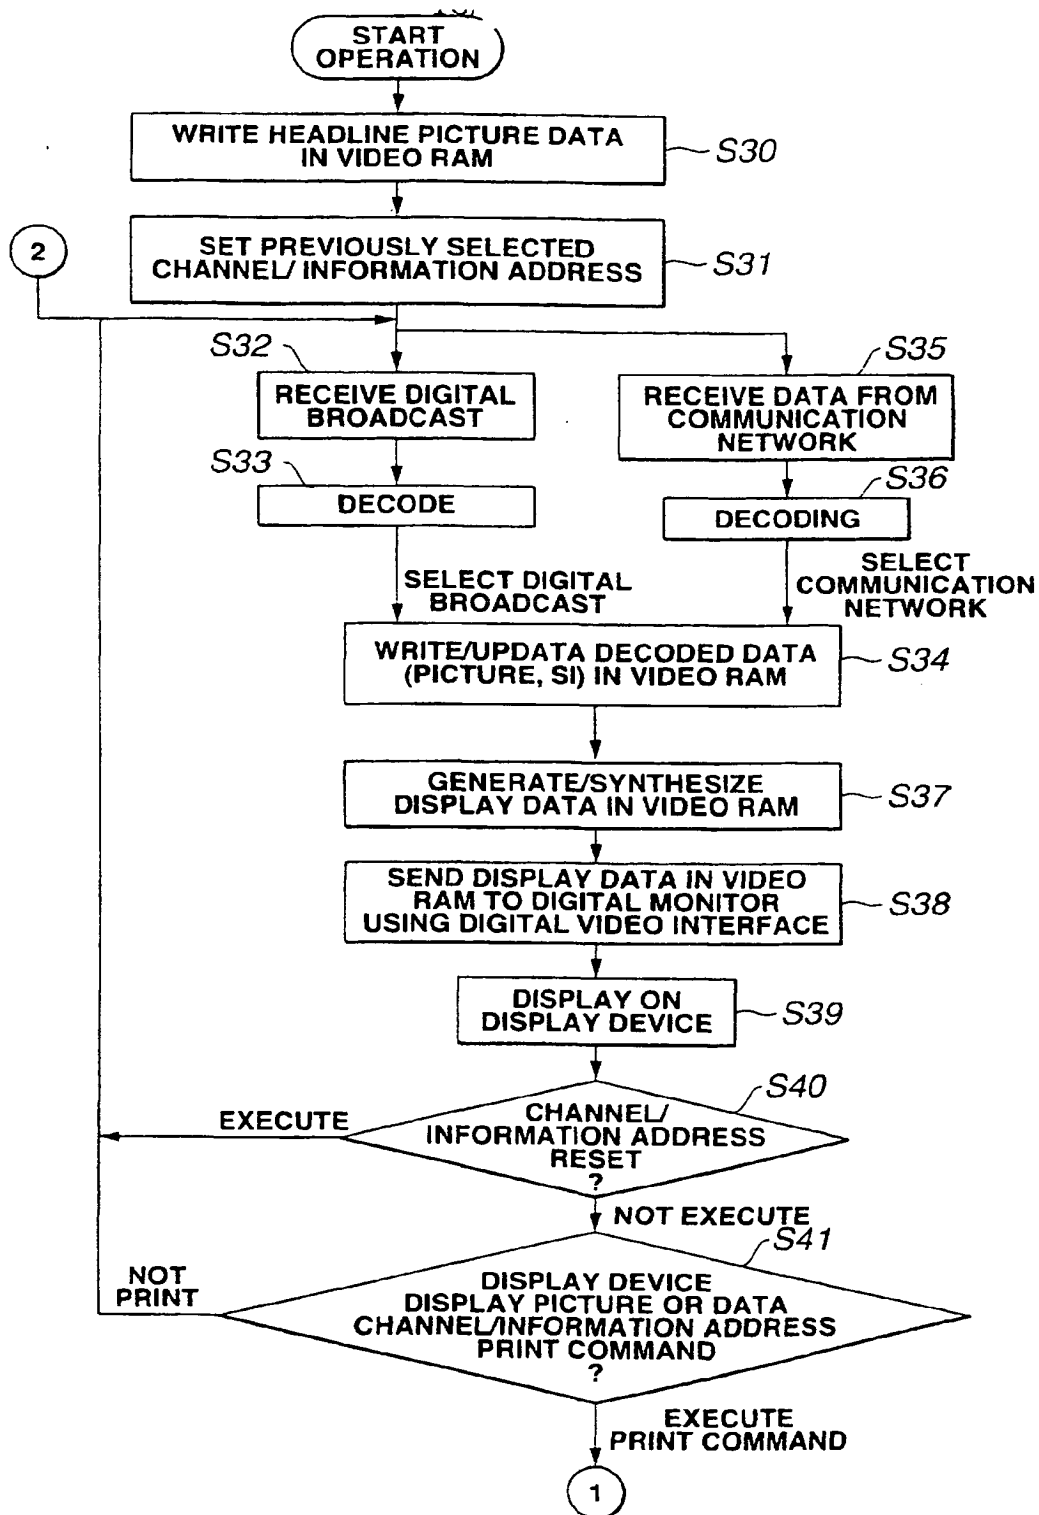 START
OPERATION
WRITE HEADLINE PICTURE DATA
IN VIDEO RAM
S30
2
SET PREVIOUSLY SELECTED
CHANNEL/ INFORMATION ADDRESS
S31
S32
RECEIVE DIGITAL
BROADCAST
S35
RECEIVE DATA FROM
COMMUNICATION
NETWORK
S33
DECODE
S36
DECODING
SELECT DIGITAL
BROADCAST
SELECT
COMMUNICATION
NETWORK
WRITE/UPDATA DECODED DATA
(PICTURE, SI) IN VIDEO RAM
S34
GENERATE/SYNTHESIZE
DISPLAY DATA IN VIDEO RAM
S37
SEND DISPLAY DATA IN VIDEO
RAM TO DIGITAL MONITOR
USING DIGITAL VIDEO INTERFACE
S38
DISPLAY ON
DISPLAY DEVICE
S39
S40
EXECUTE
CHANNEL/
INFORMATION ADDRESS
RESET
?
NOT EXECUTE
S41
NOT
PRINT
DISPLAY DEVICE
DISPLAY PICTURE OR DATA
CHANNEL/INFORMATION ADDRESS
PRINT COMMAND
?
EXECUTE
PRINT COMMAND
1